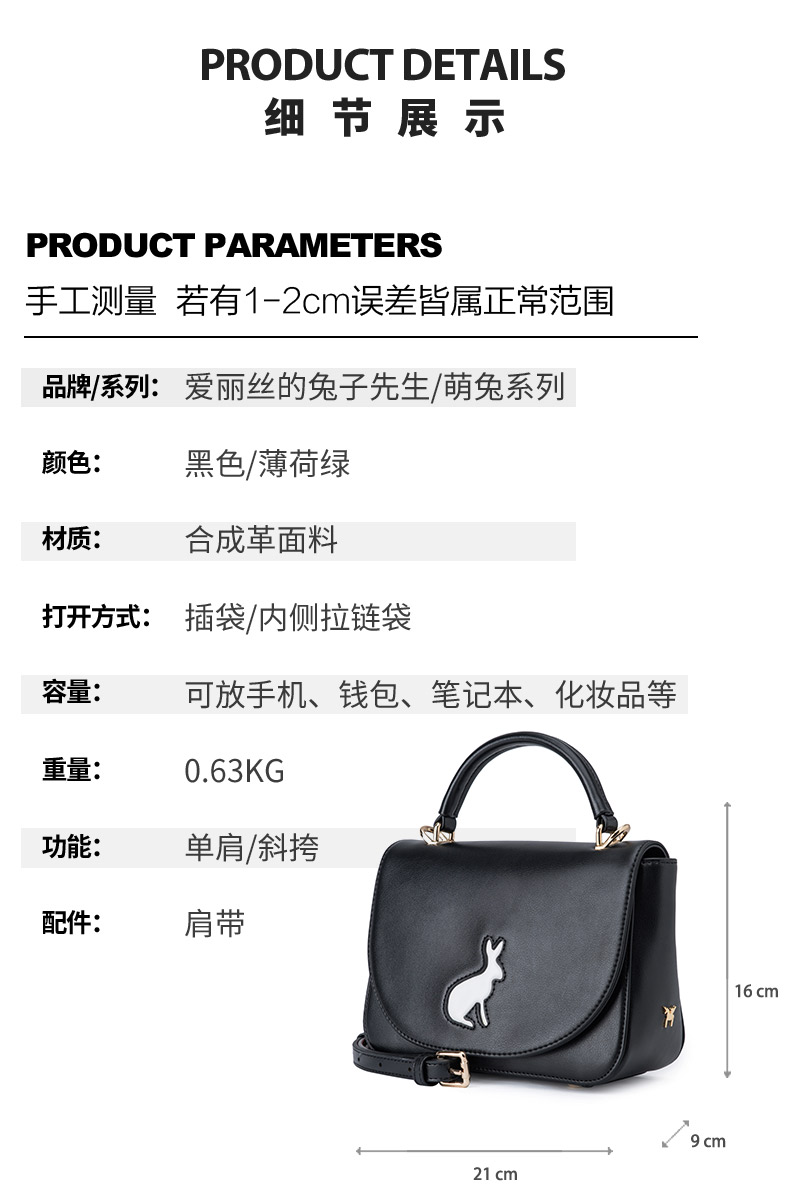 PRODUCT DETAILS
细节展示
PRODUCT PARAMETERS
手工测量 若有1-2cm误差皆属正常范围
品牌/系列: 爱丽丝的兔子先生/萌兔系列
颜色: 黑色/薄荷绿
材质: 合成革面料
打开方式: 插袋/内侧拉链袋
容量: 可放手机、钱包、笔记本、化妆品等
重量: 0.63KG
功能: 单肩/斜挎
配件: 肩带
16 cm
9 cm
21 cm